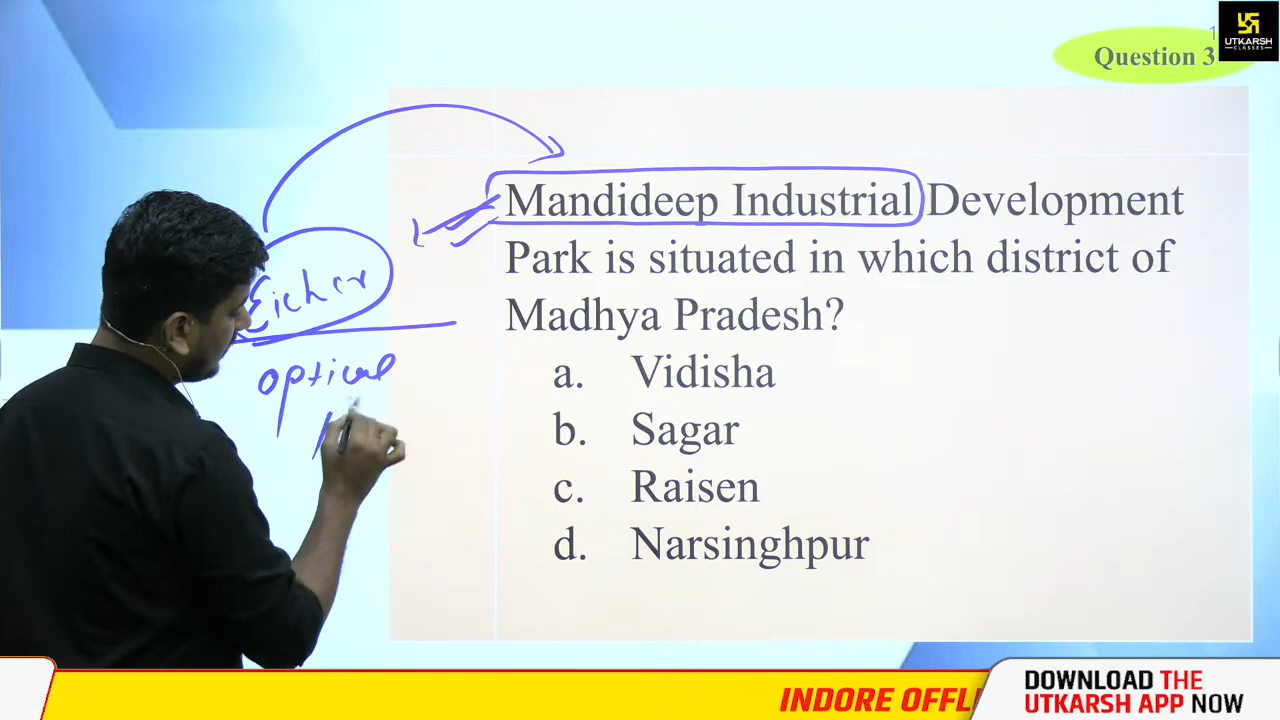 UTKARSH
CLASSES
1
Question 3
Mandideep Industrial Development
Park is situated in which district of
Madhya Pradesh?
a. Vidisha
b. Sagar
c. Raisen
d. Narsinghpur
Eicher
optical
INDORE OFFL
DOWNLOAD THE
UTKARSH APP NOW